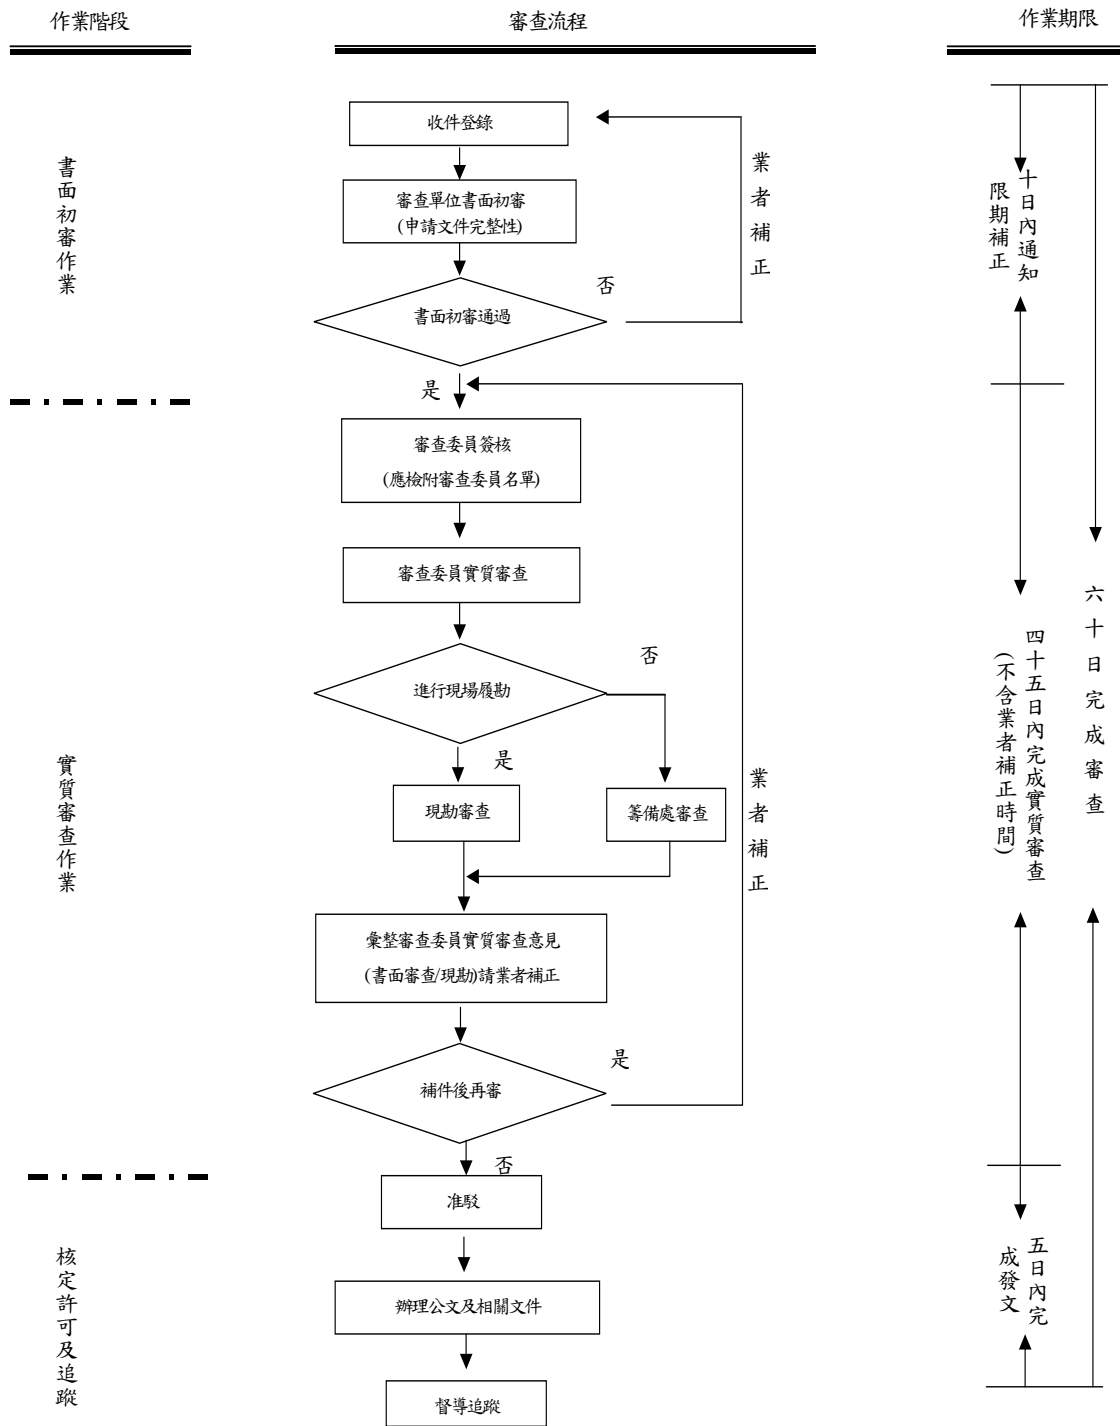 作業階段
審查流程
作業期限
書面初審作業
收件登錄
審查單位書面初審
(申請文件完整性)
書面初審通過
否
業者補正
十日內通知
限期補正
是
審查委員簽核
(應檢附審查委員名單)
審查委員實質審查
進行現場履勘
否
是
現勘審查
籌備處審查
業者補正
實質審查作業
彙整審查委員實質審查意見
(書面審查/現勘)請業者補正
補件後再審
是
否
四十五日內完成實質審查
(不含業者補正時間)
六十日完成審查
核定許可及追蹤
准駁
辦理公文及相關文件
督導追蹤
五日內完
成發文